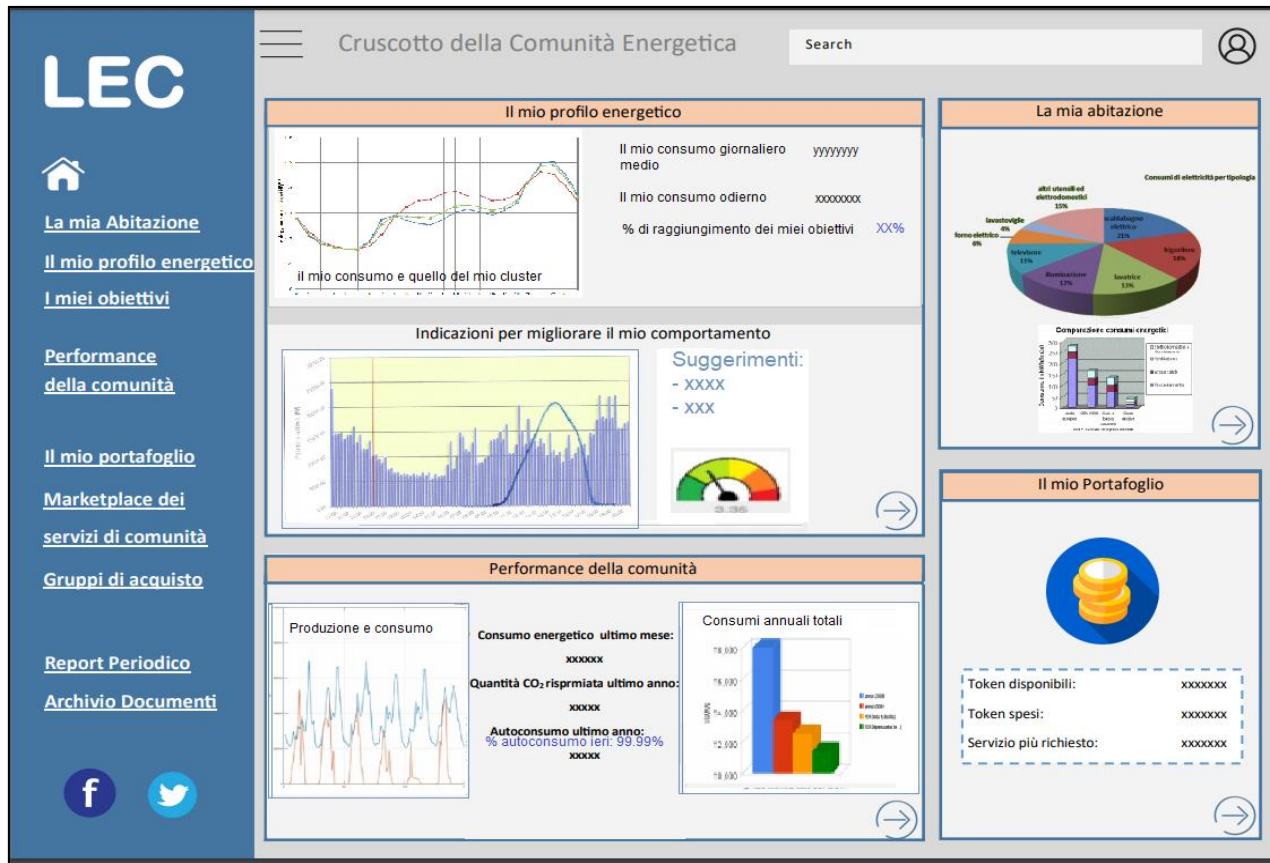 LEC
La mia Abitazione
Il mio profilo energetico
I miei obiettivi
Performance
della comunità
Il mio portafoglio
Marketplace dei
servizi di comunità
Gruppi di acquisto
Report Periodico
Archivio Documenti
f
Cruscotto della Comunità Energetica
Search
Il mio profilo energetico
Il mio consumo giornaliero
medio
yyyyyyyy
Il mio consumo odierno
xxxxxxxx
% di raggiungimento dei miei obiettivi
XX%
il mio consumo e quello del mio cluster
Indicazioni per migliorare il mio comportamento
Suggerimenti:
- xxxx
- xxx
Performance della comunità
Produzione e consumo
Consumo energetico ultimo mese:
xxxxxx
Quantità CO₂ risprmiata ultimo anno:
xxxxx
Autoconsumo ultimo anno:
% autoconsumo ieri: 99.99%
xxxxx
Consumi annuali totali
La mia abitazione
Consumi di elettricità per tipologia
altri utensili ed
elettrodomestici
15%
lavastoviglie
4%
forno elettrico
6%
televisore
11%
illuminazione
12%
lavatrice
13%
frigorifero
18%
scaldabagno
elettrico
21%
Comparazione consumi energetici
Il mio Portafoglio
Token disponibili:
xxxxxxx
Token spesi:
xxxxxxx
Servizio più richiesto:
xxxxxxx